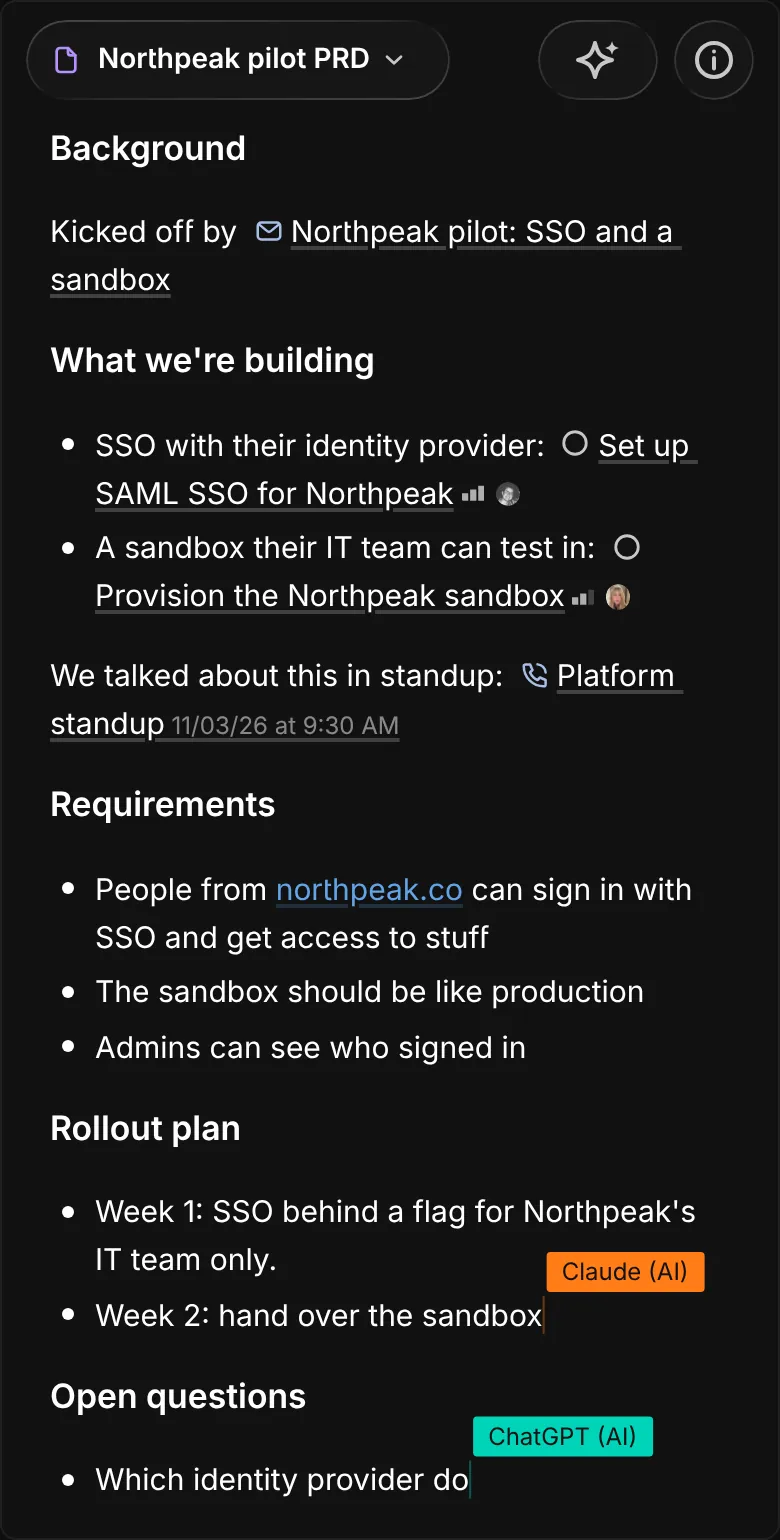 Northpeak pilot PRD
Background
Kicked off by Northpeak pilot: SSO and a
sandbox
What we're building
SSO with their identity provider: Set up
SAML SSO for Northpeak
A sandbox their IT team can test in:
Provision the Northpeak sandbox
We talked about this in standup: Platform
standup 11/03/26 at 9:30 AM
Requirements
People from northpeak.co can sign in with
SSO and get access to stuff
The sandbox should be like production
Admins can see who signed in
Rollout plan
Week 1: SSO behind a flag for Northpeak's
IT team only.
Claude (AI)
Week 2: hand over the sandbox
Open questions
ChatGPT (AI)
Which identity provider do